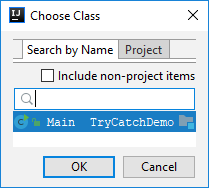 Choose Class
Search by Name Project
Include non-project items
Main TryCatchDemo
OK Cancel